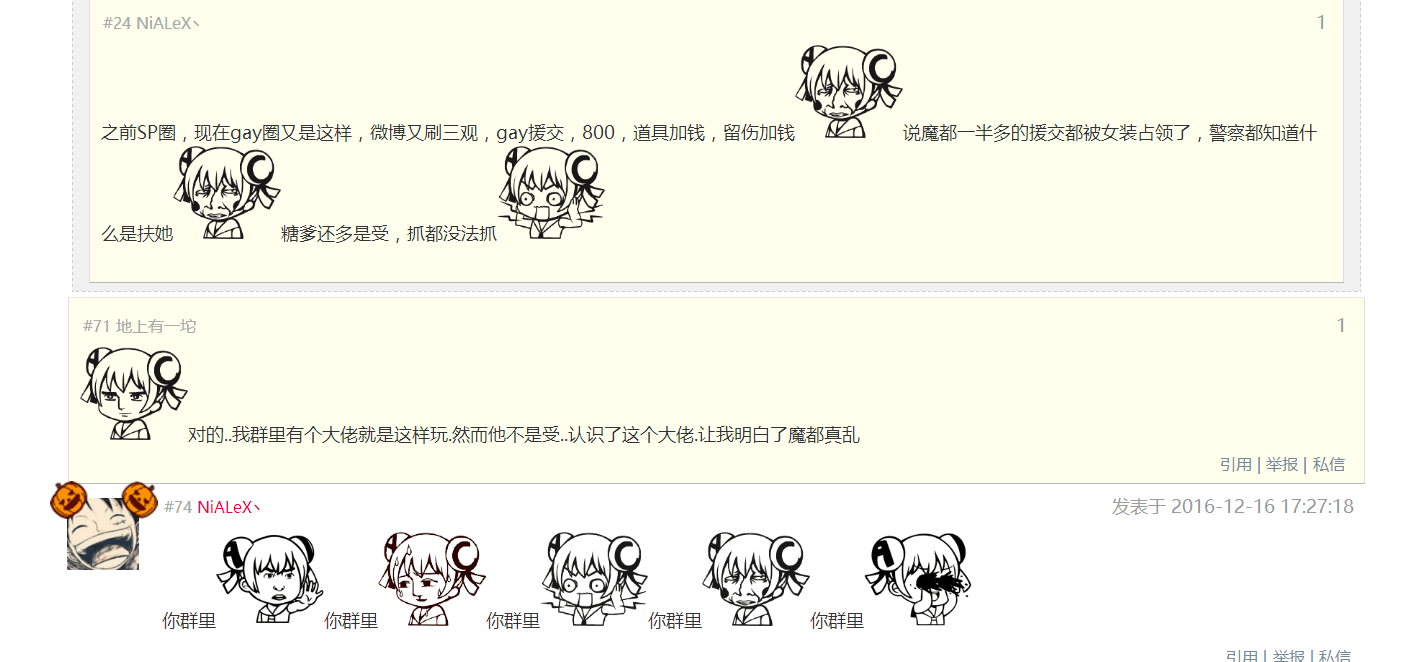 #24 NiALeX丶 1
之前SP圈，现在gay圈又是这样，微博又刷三观，gay援交，800，道具加钱，留伤加钱 说魔都一半多的援交都被女装占领了，警察都知道什
么是扶她 糖爹还多是受，抓都没法抓
#71 地上有一坨 1
对的..我群里有个大佬就是这样玩.然而他不是受..认识了这个大佬.让我明白了魔都真乱
引用 | 举报 | 私信
#74 NiALeX丶 发表于 2016-12-16 17:27:18
你群里 你群里 你群里 你群里 你群里
引用 | 举报 | 私信